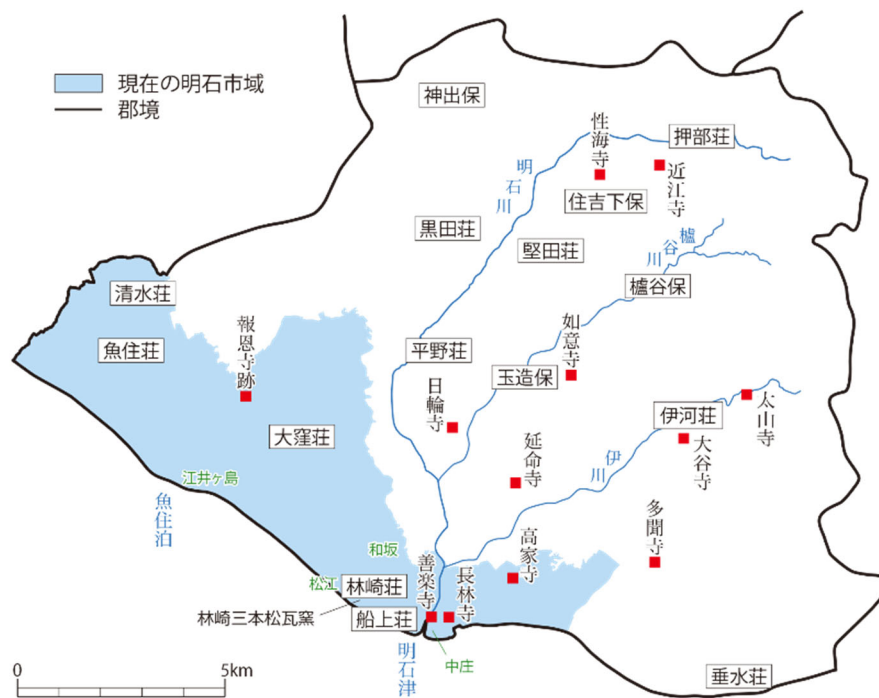 現在の明石市域
郡境
神出保
性海寺
押部荘
近江寺
明石川
住吉下保
黒田荘
堅田荘
櫨谷川
櫨谷保
清水荘
魚住荘
報恩寺跡
平野荘
如意寺
玉造保
日輪寺
太山寺
伊河荘
大窪荘
大谷寺
延命寺
伊川
江井ヶ島
魚住泊
多聞寺
和坂
高家寺
善楽寺
長林寺
松江
林崎荘
林崎三本松瓦窯
船上荘
中庄
明石津
垂水荘
0 5km